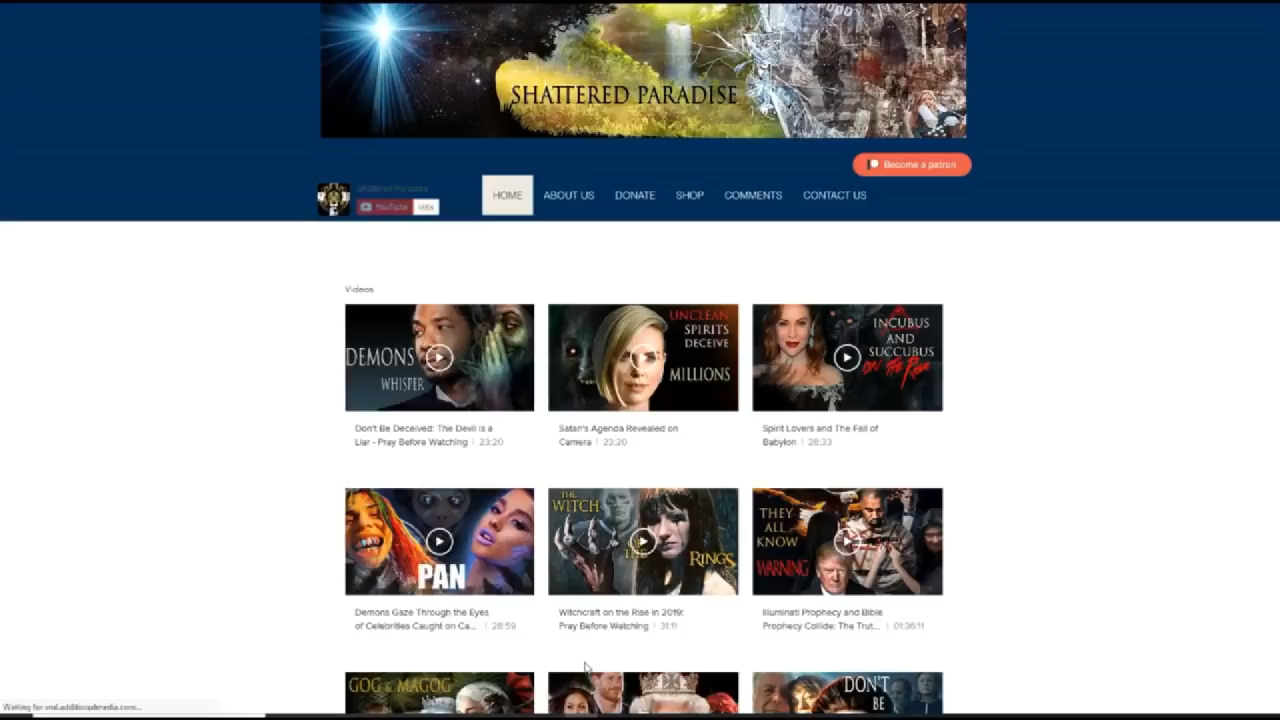 SHATTERED PARADISE
Become a patron
Shattered Paradise
YouTube
HOME
ABOUT US
DONATE
SHOP
COMMENTS
CONTACT US
Videos
DEMONS
WHISPER
UNCLEAN
SPIRITS
DECEIVE
MILLIONS
INCUBUS
AND
SUCCUBUS
ON THE Rise
Don't Be Deceived: The Devil is a
Liar - Pray Before Watching | 23:20
Satan's Agenda Revealed on
Camera | 23:20
Spirit Lovers and The Fall of
Babylon | 28:33
PAN
THE
WITCH
OF
THE
RINGS
THEY
ALL
KNOW
WARNING
Demons Gaze Through the Eyes
of Celebrities Caught on Ca... | 28:59
Witchcraft on the Rise in 2019:
Pray Before Watching | 31:11
Illuminati Prophecy and Bible
Prophecy Collide: The Trut... | 01:36:11
GOG & MAGOG
DON'T
BE